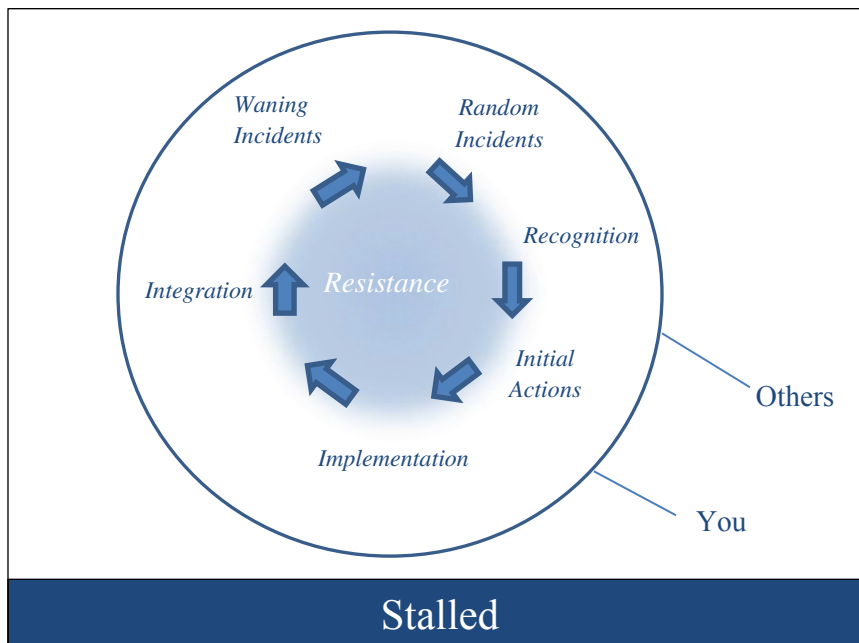 Waning
Incidents
Random
Incidents
Recognition
Integration
Resistance
Initial
Actions
Others
Implementation
You
Stalled